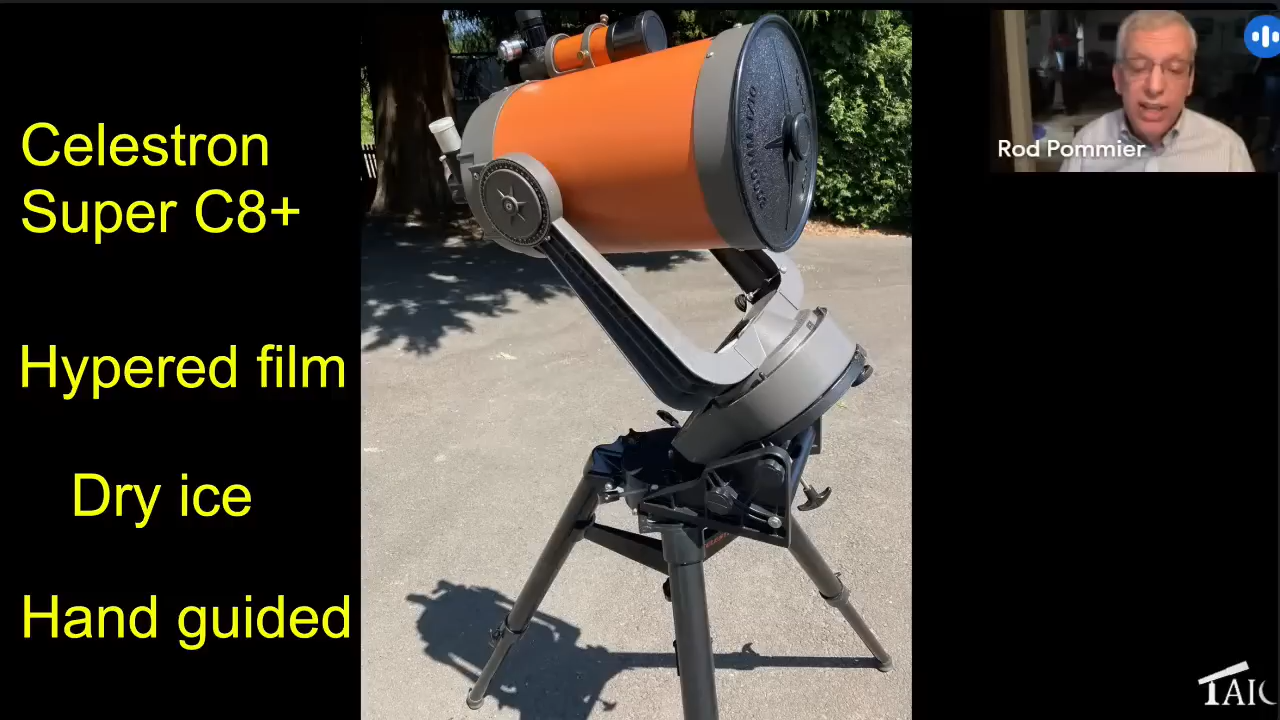 Celestron
Super C8+
Hypered film
Dry ice
Hand guided
Rod Pommier
TAIC